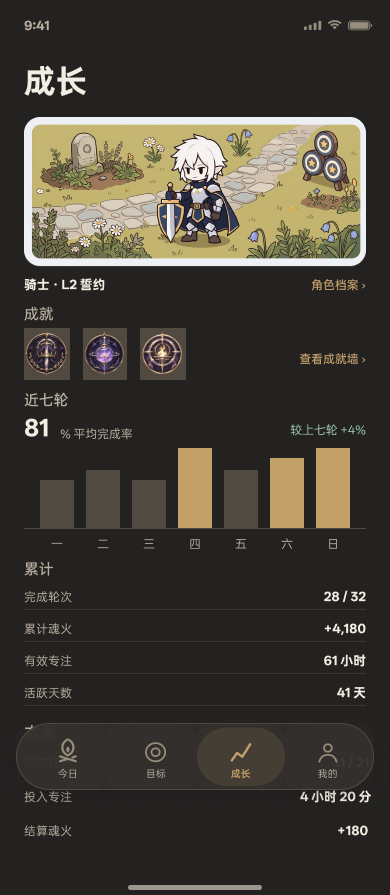 9:41
成长
骑士 · L2 誓约 角色档案 ›
成就
查看成就墙 ›
近七轮
81 % 平均完成率 较上七轮 +4%
一 二 三 四 五 六 日
累计
完成轮次 28 / 32
累计魂火 +4,180
有效专注 61 小时
活跃天数 41 天
今日 目标 成长 我的
投入专注 4 小时 20 分
结算魂火 +180